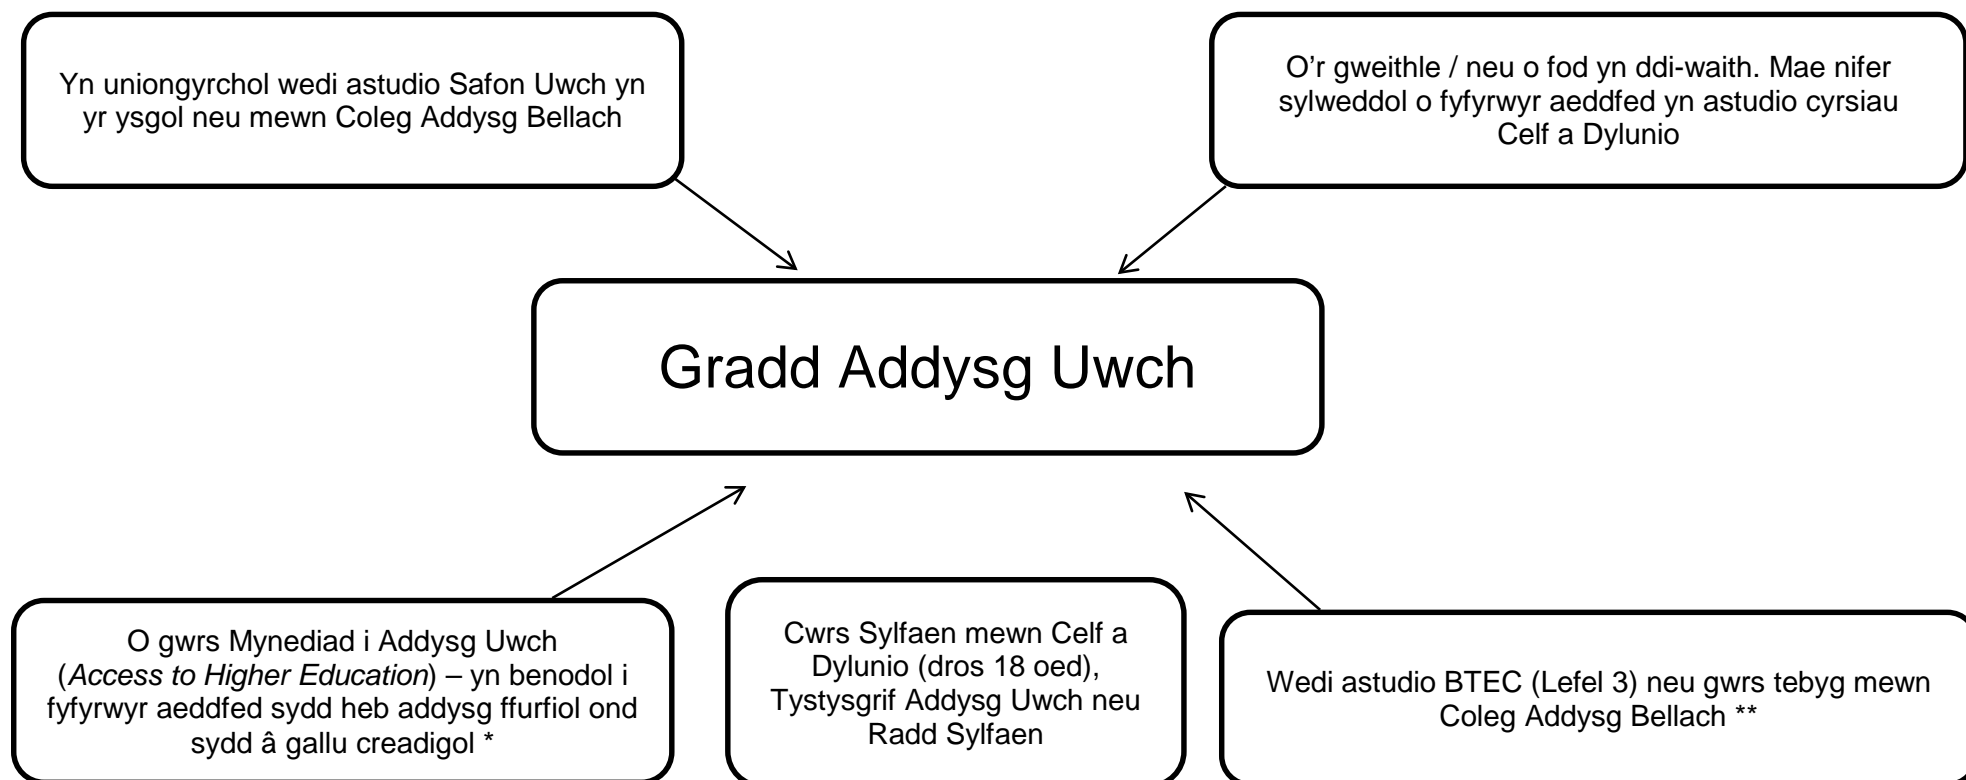 Yn uniongyrchol wedi astudio Safon Uwch yn
yr ysgol neu mewn Coleg Addysg Bellach
O’r gweithle / neu o fod yn ddi-waith. Mae nifer
sylweddol o fyfyrwyr aeddfed yn astudio cyrsiau
Celf a Dylunio
Gradd Addysg Uwch
O gwrs Mynediad i Addysg Uwch
(Access to Higher Education) – yn benodol i
fyfyrwyr aeddfed sydd heb addysg ffurfiol ond
sydd â gallu creadigol *
Cwrs Sylfaen mewn Celf a
Dylunio (dros 18 oed),
Tystysgrif Addysg Uwch neu
Radd Sylfaen
Wedi astudio BTEC (Lefel 3) neu gwrs tebyg mewn
Coleg Addysg Bellach **